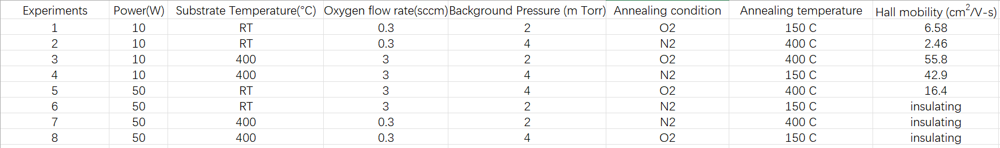 Experiments Power(W) Substrate Temperature(°C) Oxygen flow rate(sccm) Background Pressure (m Torr) Annealing condition Annealing temperature Hall mobility (cm²/V-s)
1 10 RT 0.3 2 O2 150 C 6.58
2 10 RT 0.3 4 N2 400 C 2.46
3 10 400 3 2 O2 400 C 55.8
4 10 400 3 4 N2 150 C 42.9
5 50 RT 3 4 O2 400 C 16.4
6 50 RT 3 2 N2 150 C insulating
7 50 400 0.3 2 N2 400 C insulating
8 50 400 0.3 4 O2 150 C insulating